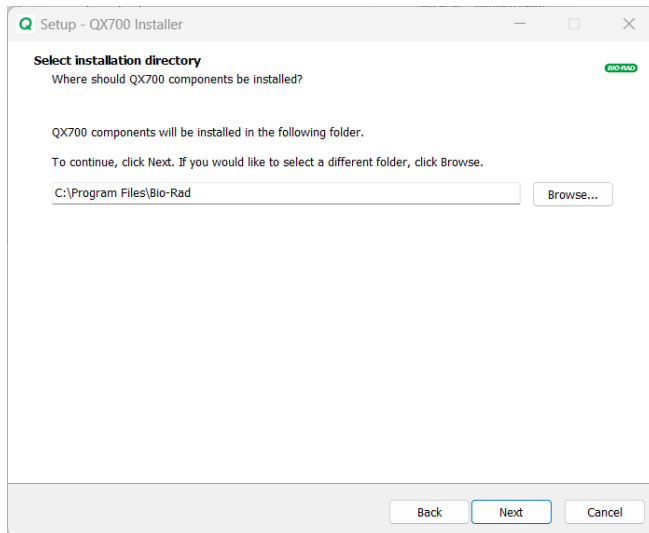 Q Setup - QX700 Installer
Select installation directory
Where should QX700 components be installed?
BIO-RAD
QX700 components will be installed in the following folder.
To continue, click Next. If you would like to select a different folder, click Browse.
C:\Program Files\Bio-Rad
Browse...
Back
Next
Cancel